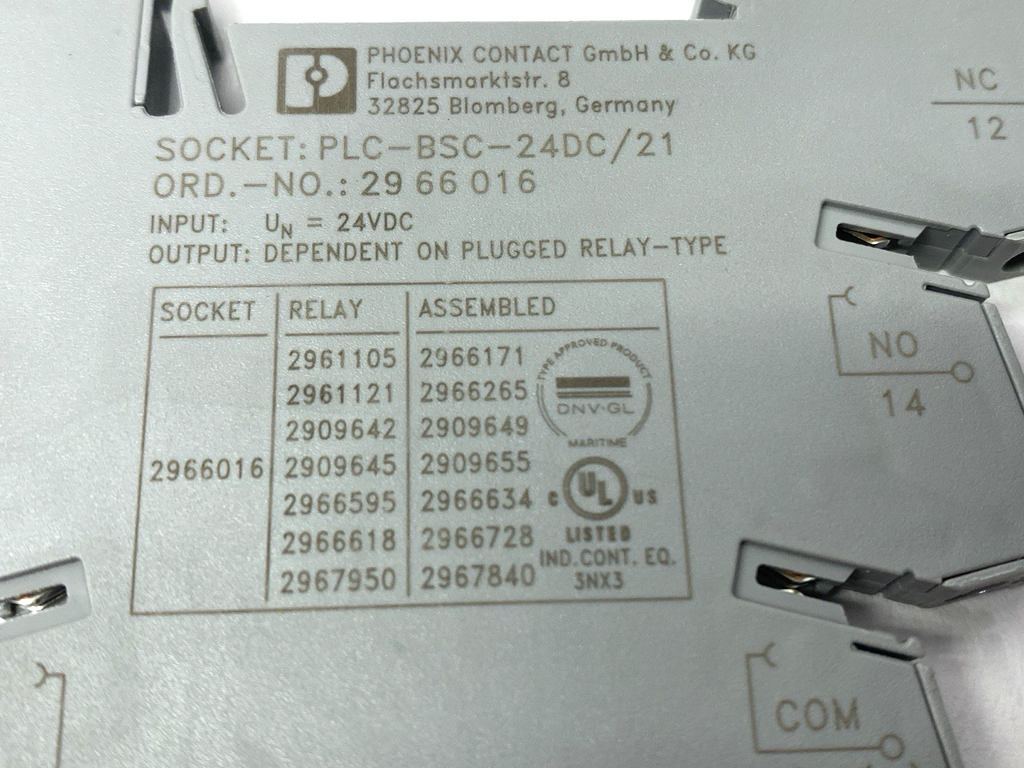 PHOENIX CONTACT GmbH & Co. KG
Flachsmarktstr. 8
32825 Blomberg, Germany
SOCKET: PLC-BSC-24DC/21
ORD.-NO.: 29 66 016
INPUT: UN = 24VDC
OUTPUT: DEPENDENT ON PLUGGED RELAY-TYPE
SOCKET RELAY ASSEMBLED
2961105 2966171
2961121 2966265
2909642 2909649
2966016 2909645 2909655
2966595 2966634
2966618 2966728
2967950 2967840
TYPE APPROVED PRODUCT
DNV·GL
MARITIME
c UL US
LISTED
IND.CONT. EQ.
3NX3
NC
12
NO
14
COM